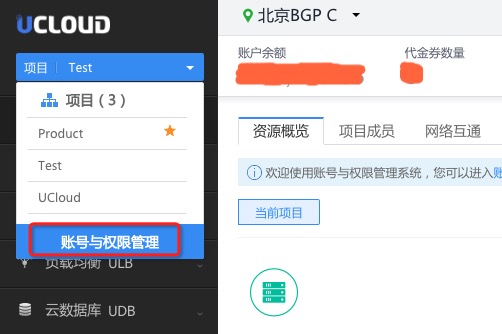 UCLOUD
项目 Test
项目（3）
Product
Test
UCloud
账号与权限管理
负载均衡 ULB
云数据库 UDB
北京BGP C
账户余额 代金券数量
资源概览 项目成员 网络互通
欢迎使用账号与权限管理系统，您可以进入账
当前项目